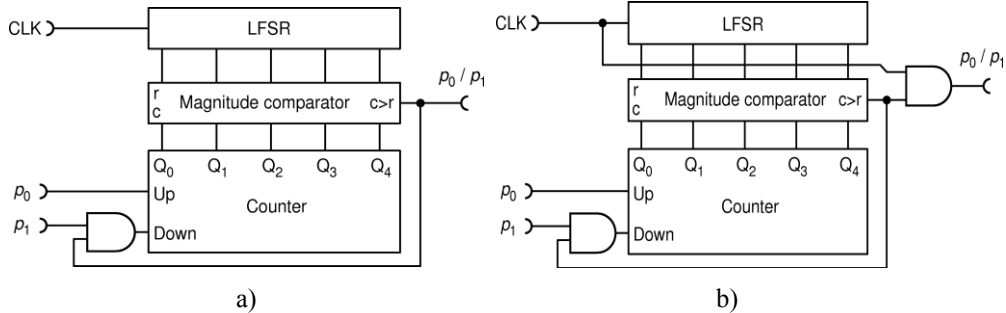 CLK
LFSR
p0 / p1
r
c
Magnitude comparator
c>r
Q0 Q1 Q2 Q3 Q4
p0
Up
Counter
p1
Down
a)
CLK
LFSR
p0 / p1
r
c
Magnitude comparator
c>r
Q0 Q1 Q2 Q3 Q4
p0
Up
Counter
p1
Down
b)